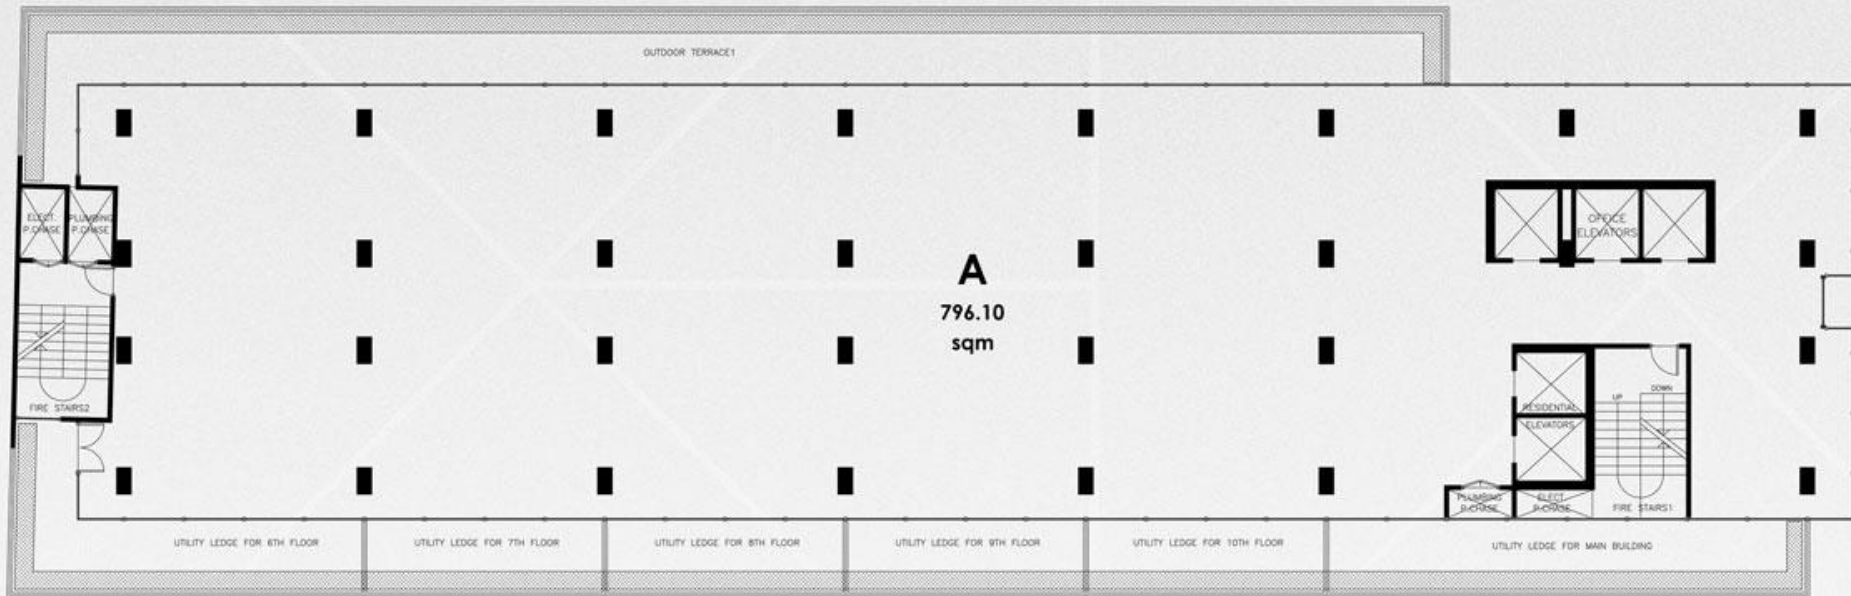 OUTDOOR TERRACE1
ELECT.
P.CHASE
PLUMBING
P.CHASE
OFFICE
ELEVATORS
A
796.10
sqm
FIRE STAIRS2
RESIDENTIAL
ELEVATORS
UP
DOWN
PLUMBING
P.CHASE
ELECT.
P.CHASE
FIRE STAIRS1
UTILITY LEDGE FOR 6TH FLOOR
UTILITY LEDGE FOR 7TH FLOOR
UTILITY LEDGE FOR 8TH FLOOR
UTILITY LEDGE FOR 9TH FLOOR
UTILITY LEDGE FOR 10TH FLOOR
UTILITY LEDGE FOR MAIN BUILDING